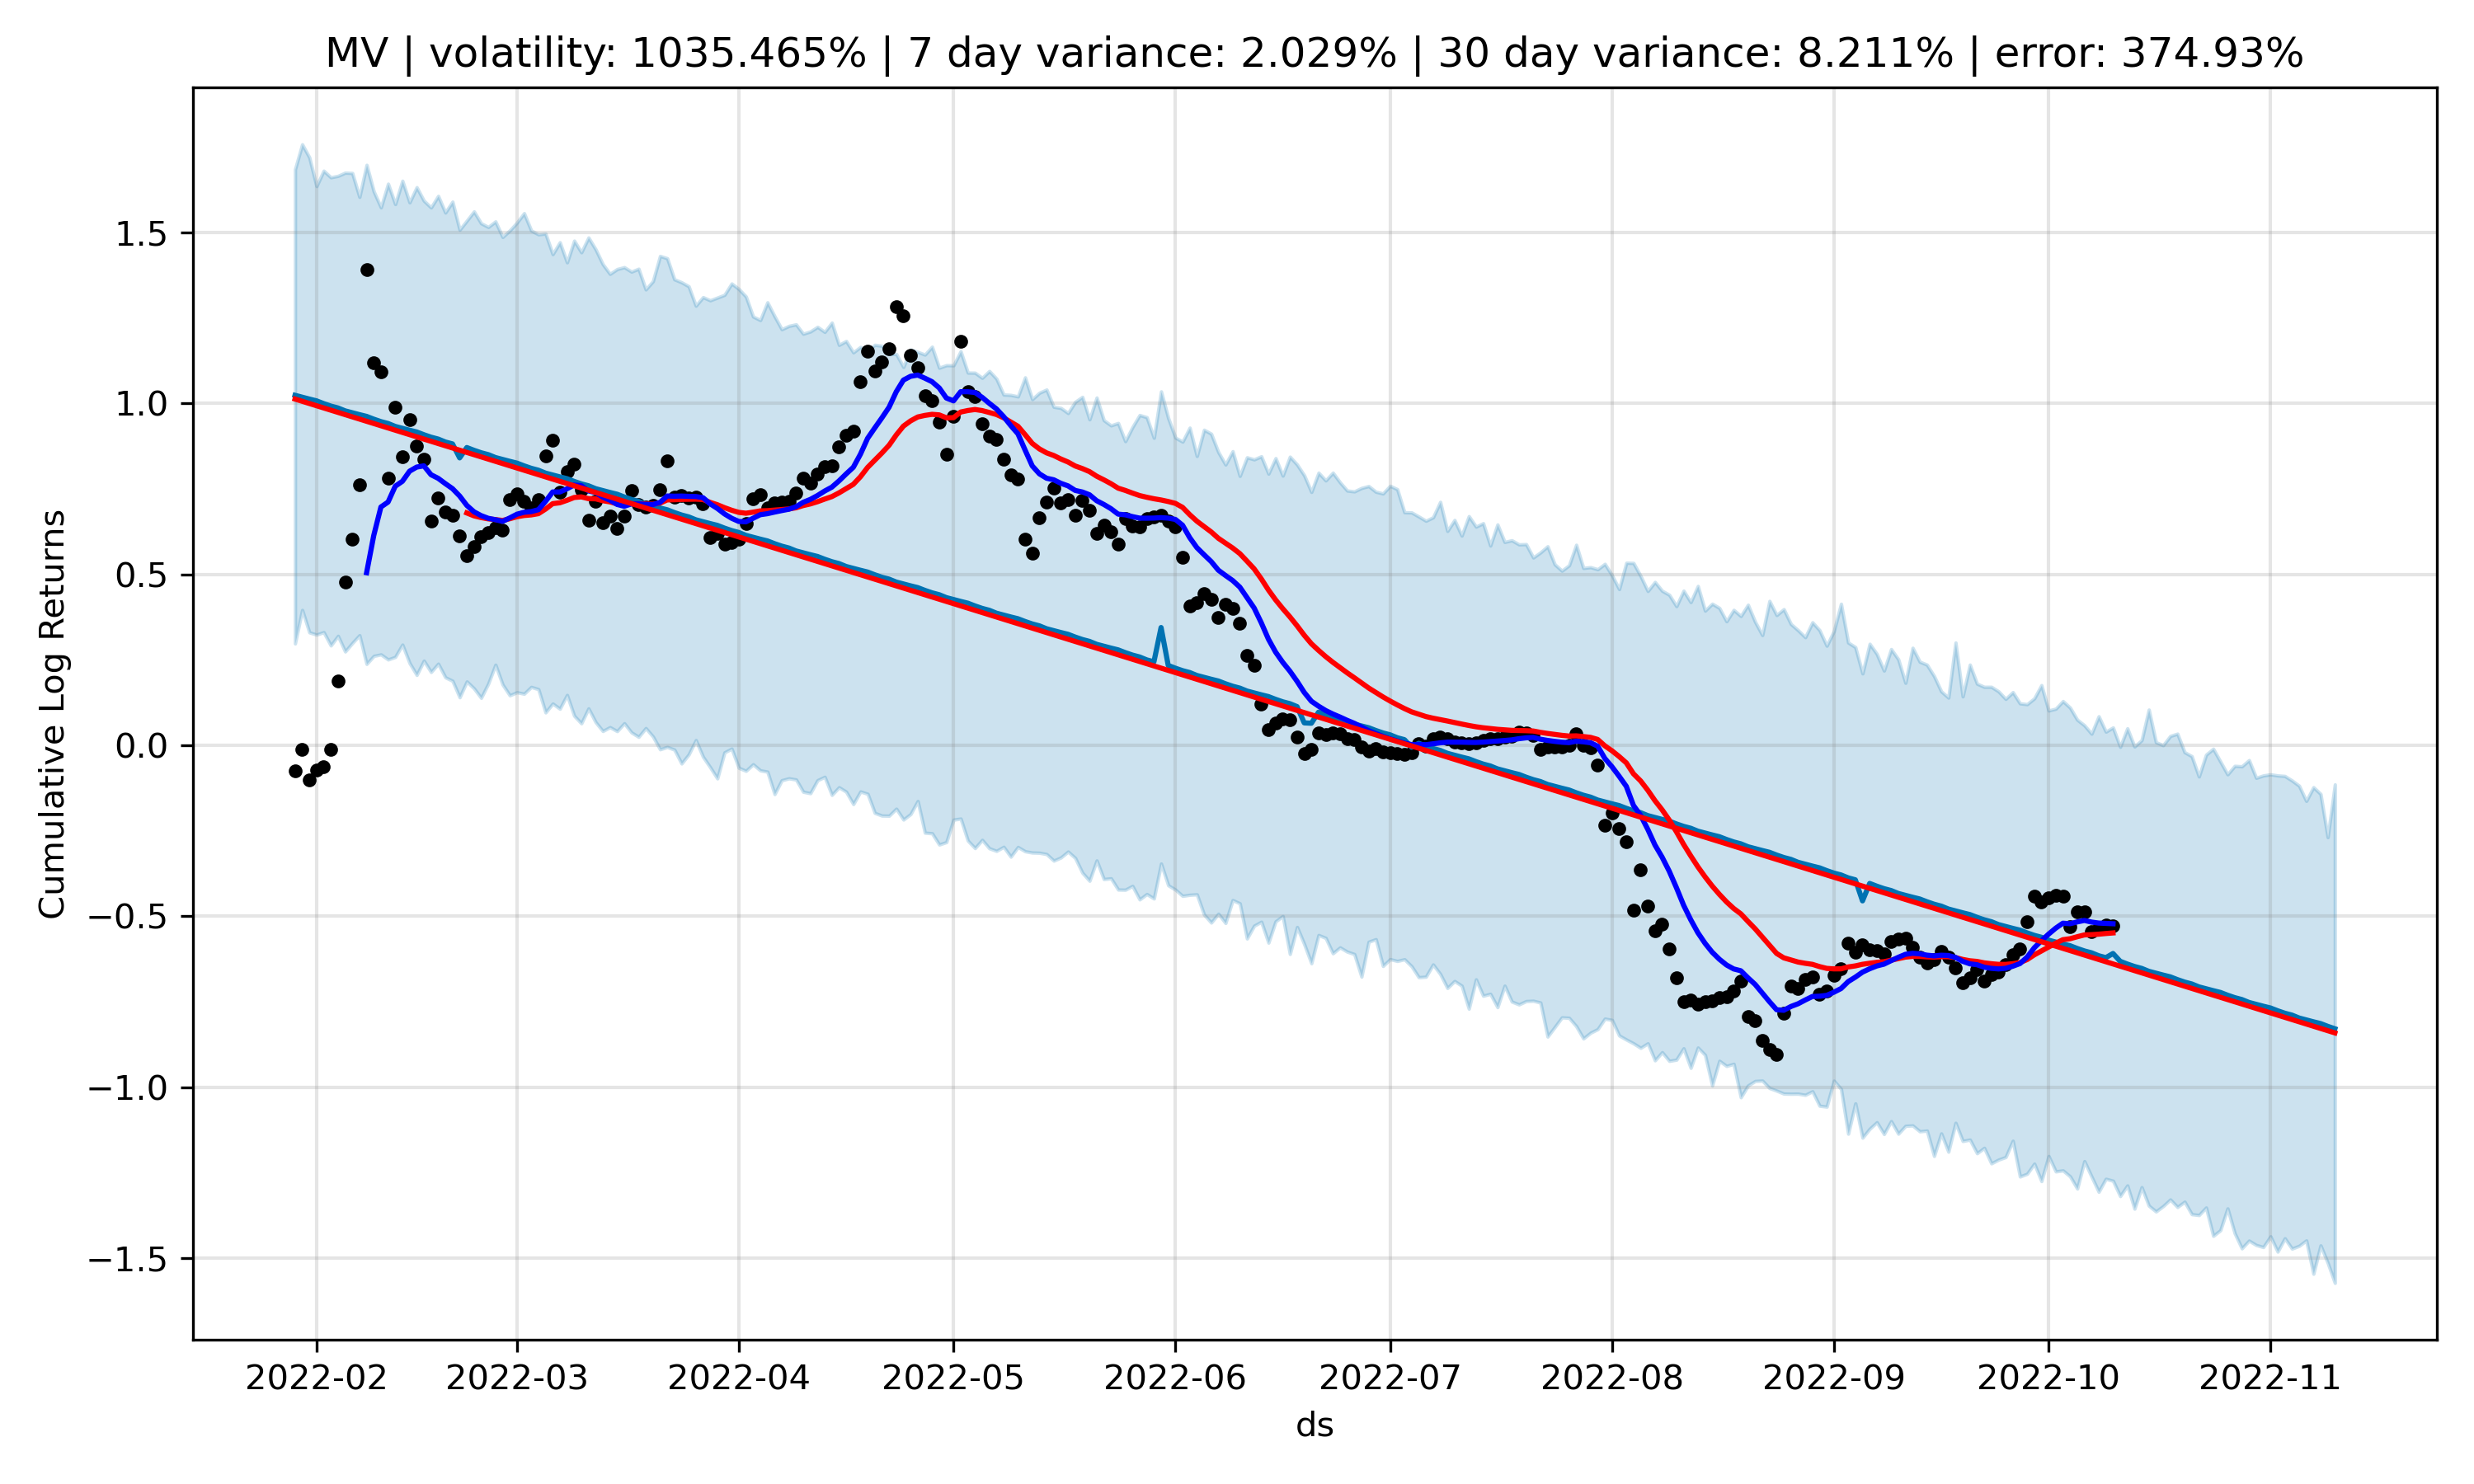 MV | volatility: 1035.465% | 7 day variance: 2.029% | 30 day variance: 8.211% | error: 374.93%
Cumulative Log Returns
1.5
1.0
0.5
0.0
−0.5
−1.0
−1.5
2022-02 2022-03 2022-04 2022-05 2022-06 2022-07 2022-08 2022-09 2022-10 2022-11
ds